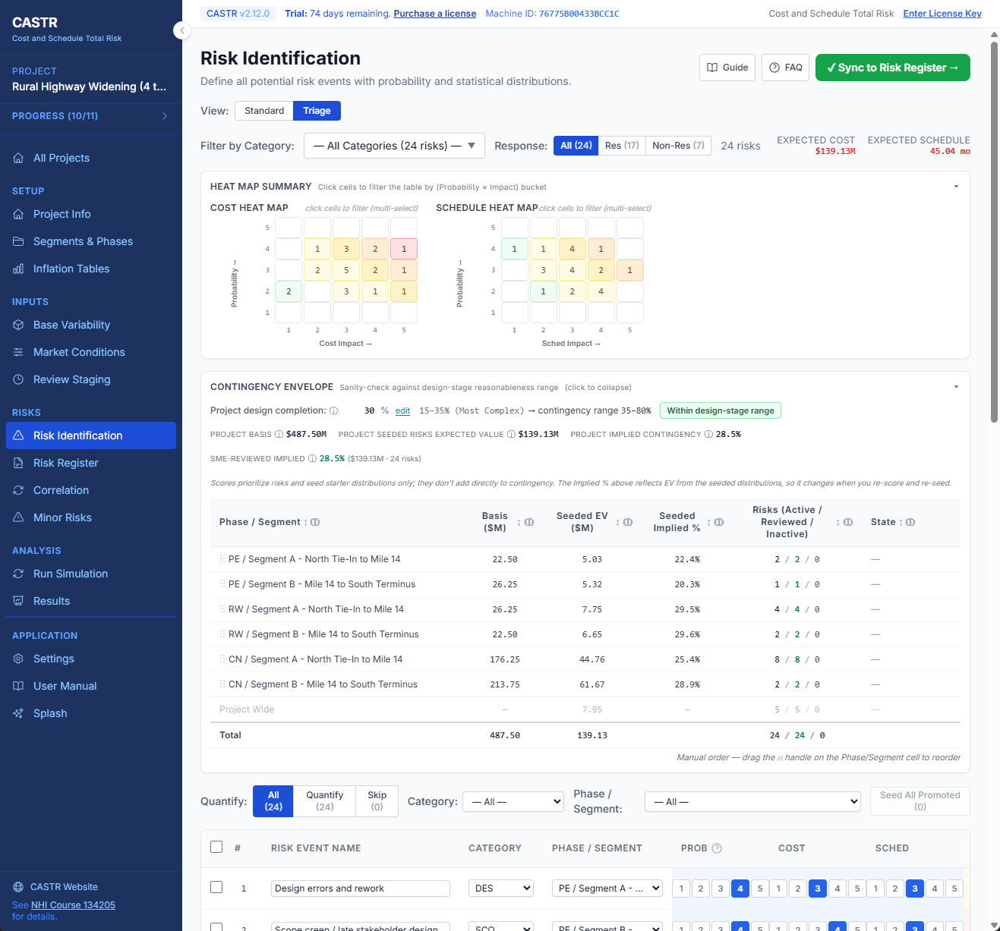 CASTR
Cost and Schedule Total Risk
PROJECT
Rural Highway Widening (4 t...
PROGRESS (10/11)
All Projects
SETUP
Project Info
Segments & Phases
Inflation Tables
INPUTS
Base Variability
Market Conditions
Review Staging
RISKS
Risk Identification
Risk Register
Correlation
Minor Risks
ANALYSIS
Run Simulation
Results
APPLICATION
Settings
User Manual
Splash
CASTR Website
See NHI Course 134205
for details.
CASTR v2.12.0 Trial: 74 days remaining. Purchase a license Machine ID: 76775B00433BCC1C Cost and Schedule Total Risk Enter License Key
Risk Identification
Define all potential risk events with probability and statistical distributions.
Guide
FAQ
✓ Sync to Risk Register →
View: Standard Triage
Filter by Category: — All Categories (24 risks) — ▼ Response: All (24) Res (17) Non-Res (7) 24 risks
EXPECTED COST
$139.13M
EXPECTED SCHEDULE
45.04 mo
HEAT MAP SUMMARY Click cells to filter the table by (Probability × Impact) bucket
COST HEAT MAP click cells to filter (multi-select)
Probability →
5
4 1 3 2 1
3 2 5 2 1
2 2 3 1 1
1
1 2 3 4 5
Cost Impact →
SCHEDULE HEAT MAP click cells to filter (multi-select)
Probability →
5
4 1 1 4 1
3 3 4 2 1
2 1 2 4
1
1 2 3 4 5
Sched Impact →
CONTINGENCY ENVELOPE Sanity-check against design-stage reasonableness range (click to collapse)
Project design completion: ⓘ 30 % edit 15–35% (Most Complex) → contingency range 35–80% Within design-stage range
PROJECT BASIS ⓘ $487.50M PROJECT SEEDED RISKS EXPECTED VALUE ⓘ $139.13M PROJECT IMPLIED CONTINGENCY ⓘ 28.5%
SME-REVIEWED IMPLIED ⓘ 28.5% ($139.13M · 24 risks)
Scores prioritize risks and seed starter distributions only; they don't add directly to contingency. The Implied % above reflects EV from the seeded distributions, so it changes when you re-score and re-seed.
Phase / Segment ↕ Basis ($M) ↕ Seeded EV ($M) ↕ Seeded Implied % ↕ Risks (Active / Reviewed / Inactive) ↕ State ↕
PE / Segment A - North Tie-In to Mile 14 22.50 5.03 22.4% 2 / 2 / 0 —
PE / Segment B - Mile 14 to South Terminus 26.25 5.32 20.3% 1 / 1 / 0 —
RW / Segment A - North Tie-In to Mile 14 26.25 7.75 29.5% 4 / 4 / 0 —
RW / Segment B - Mile 14 to South Terminus 22.50 6.65 29.6% 2 / 2 / 0 —
CN / Segment A - North Tie-In to Mile 14 176.25 44.76 25.4% 8 / 8 / 0 —
CN / Segment B - Mile 14 to South Terminus 213.75 61.67 28.9% 2 / 2 / 0 —
Project Wide – 7.95 – 5 / 5 / 0 —
Total 487.50 139.13 24 / 24 / 0
Manual order — drag the ⠿ handle on the Phase/Segment cell to reorder
Quantify: All (24) Quantify (24) Skip (0) Category: — All — Phase / Segment: — All — Seed All Promoted (0)
# RISK EVENT NAME CATEGORY PHASE / SEGMENT PROB COST SCHED
1 Design errors and rework DES PE / Segment A - ... 1 2 3 4 5 1 2 3 4 5 1 2 3 4 5
2 Scope creep / late stakeholder design SCO PE / Segment B - 1 2 3 4 5 1 2 3 4 5 1 2 3 4 5